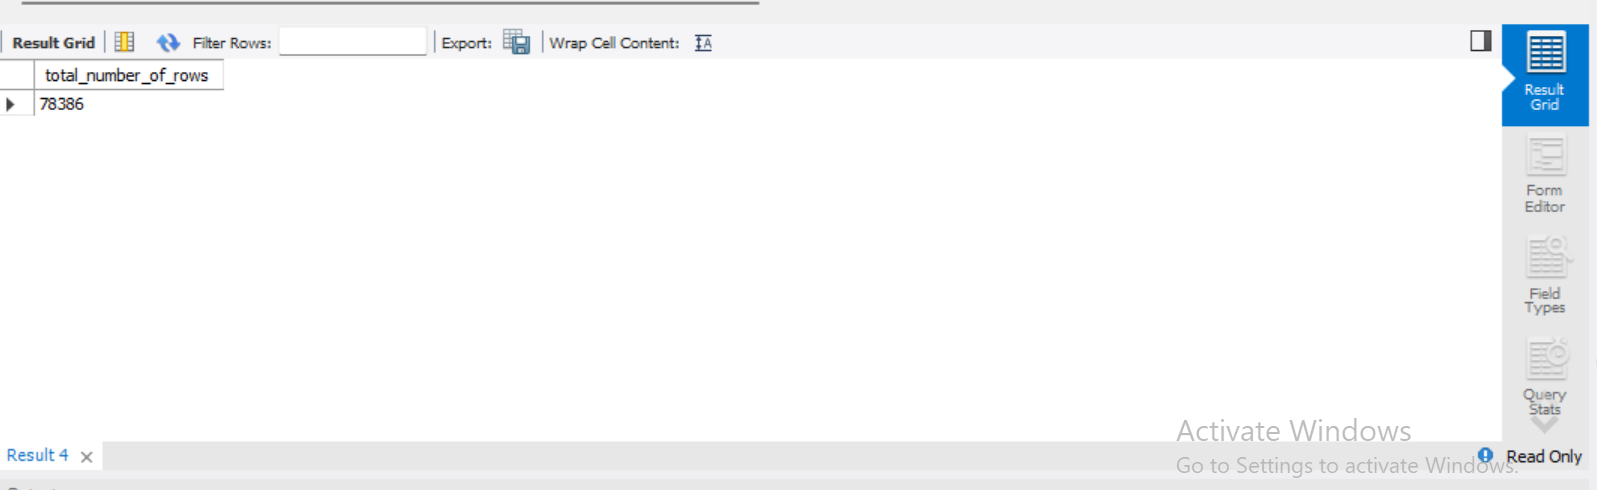 Result Grid Filter Rows: Export: Wrap Cell Content: IA
total_number_of_rows
78386
Result
Grid
Form
Editor
Field
Types
Query
Stats
Activate Windows
Go to Settings to activate Windows.
Result 4
Read Only